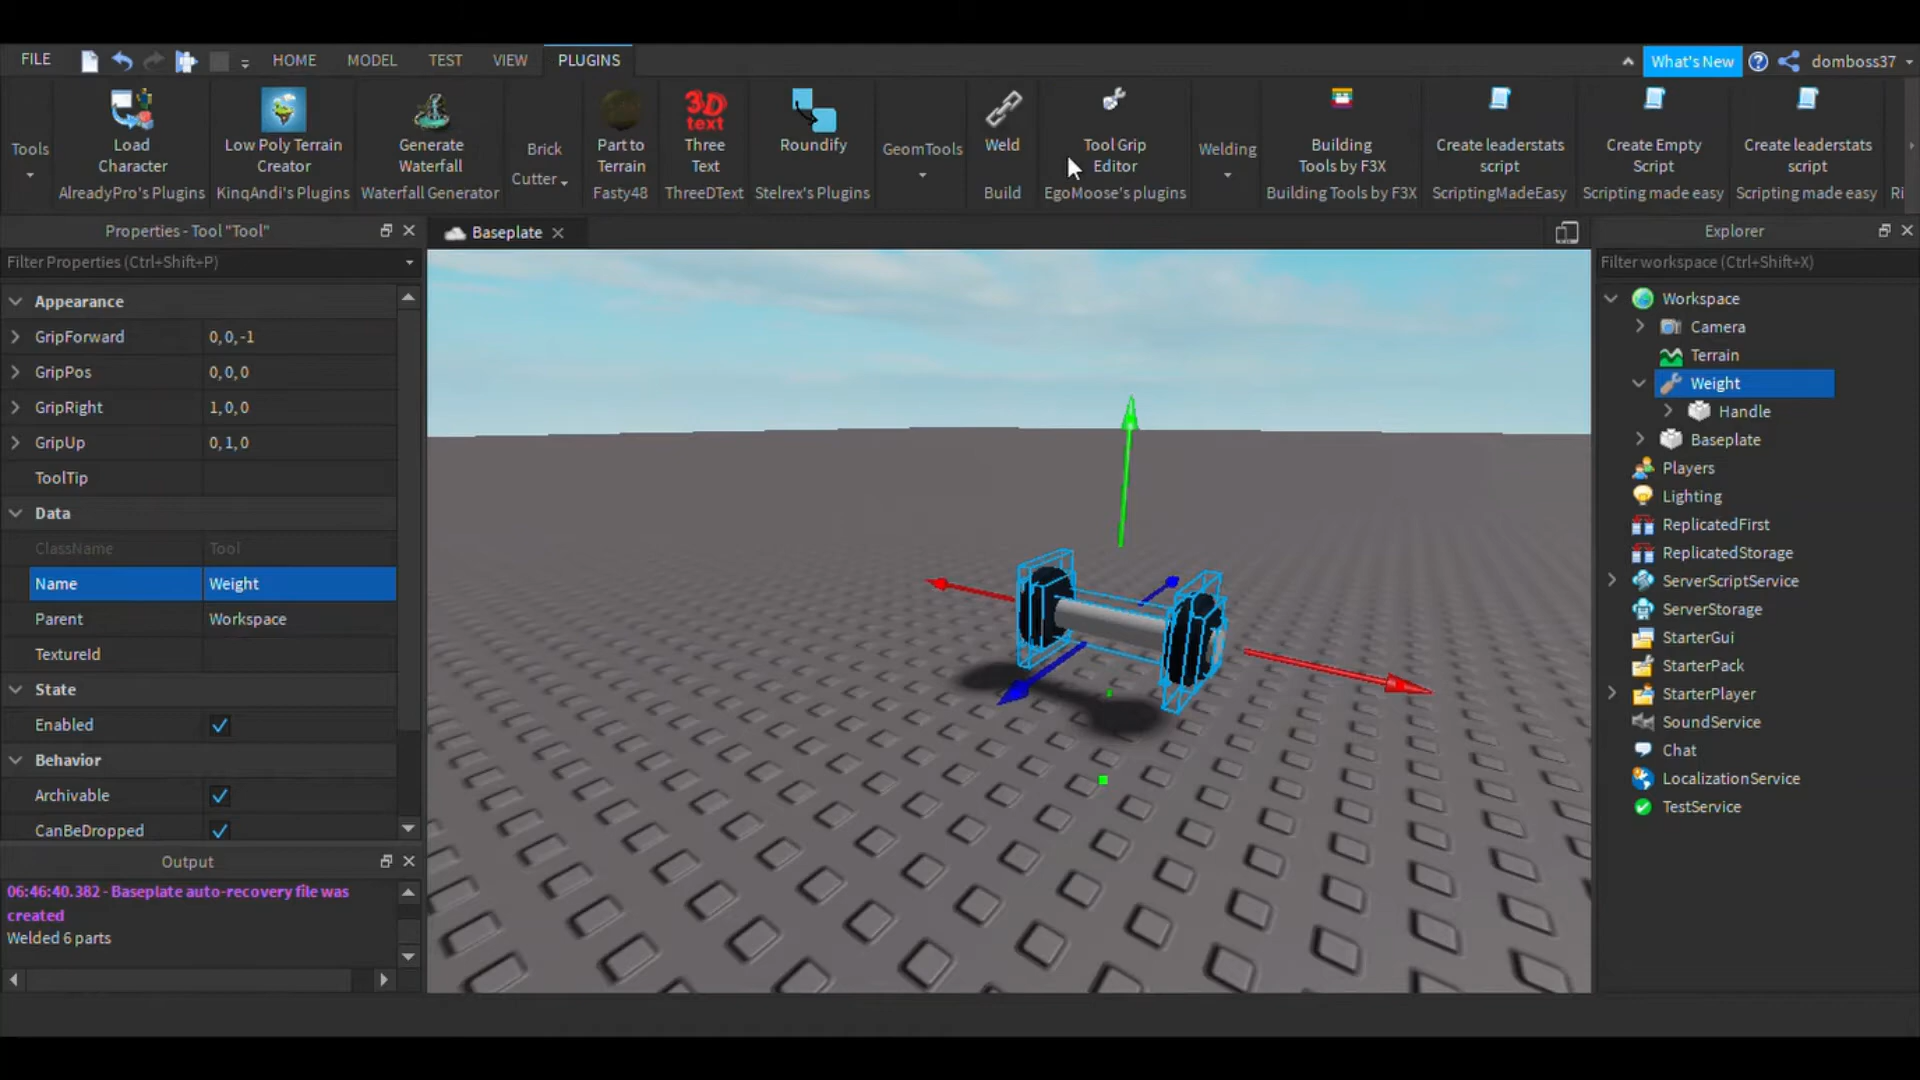 FILE
HOME
MODEL
TEST
VIEW
PLUGINS
What's New
domboss37
Tools
Load
Character
AlreadyPro's Plugins
Low Poly Terrain
Creator
KinqAndi's Plugins
Generate
Waterfall
Waterfall Generator
Brick
Cutter
Part to
Terrain
Fasty48
3D
text
Three
Text
ThreeDText
Roundify
Stelrex's Plugins
GeomTools
Weld
Build
Tool Grip
Editor
EgoMoose's plugins
Welding
Building
Tools by F3X
Building Tools by F3X
Create leaderstats
script
ScriptingMadeEasy
Create Empty
Script
Scripting made easy
Create leaderstats
script
Scripting made easy
Ri
Properties - Tool "Tool"
Filter Properties (Ctrl+Shift+P)
Appearance
GripForward 0, 0, -1
GripPos 0, 0, 0
GripRight 1, 0, 0
GripUp 0, 1, 0
ToolTip
Data
ClassName Tool
Name Weight
Parent Workspace
TextureId
State
Enabled
Behavior
Archivable
CanBeDropped
Output
06:46:40.382 - Baseplate auto-recovery file was
created
Welded 6 parts
Baseplate
Explorer
Filter workspace (Ctrl+Shift+X)
Workspace
Camera
Terrain
Weight
Handle
Baseplate
Players
Lighting
ReplicatedFirst
ReplicatedStorage
ServerScriptService
ServerStorage
StarterGui
StarterPack
StarterPlayer
SoundService
Chat
LocalizationService
TestService